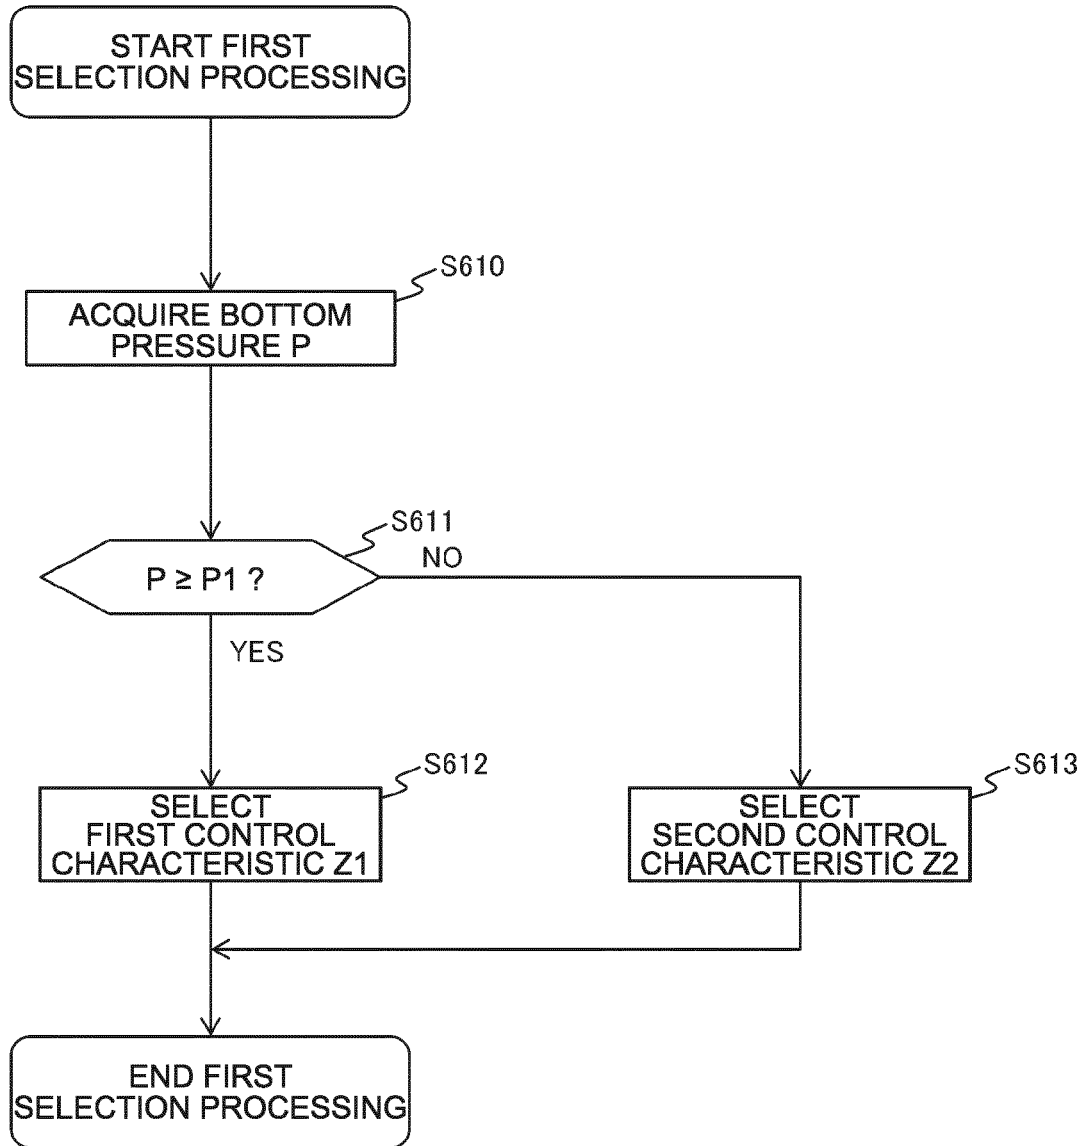 START FIRST
SELECTION PROCESSING
S610
ACQUIRE BOTTOM
PRESSURE P
S611
P ≥ P1 ?
NO
YES
S612
SELECT
FIRST CONTROL
CHARACTERISTIC Z1
S613
SELECT
SECOND CONTROL
CHARACTERISTIC Z2
END FIRST
SELECTION PROCESSING